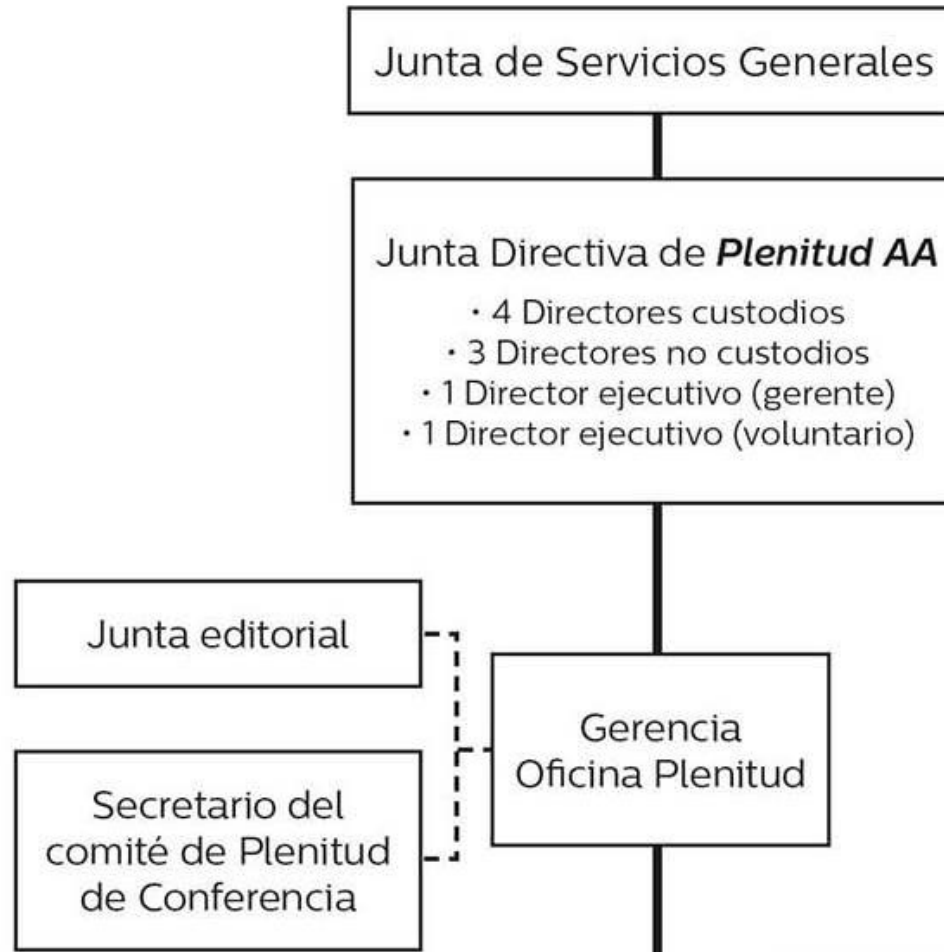 Junta de Servicios Generales
Junta Directiva de Plenitud AA
• 4 Directores custodios
• 3 Directores no custodios
• 1 Director ejecutivo (gerente)
• 1 Director ejecutivo (voluntario)
Junta editorial
Gerencia
Oficina Plenitud
Secretario del
comité de Plenitud
de Conferencia